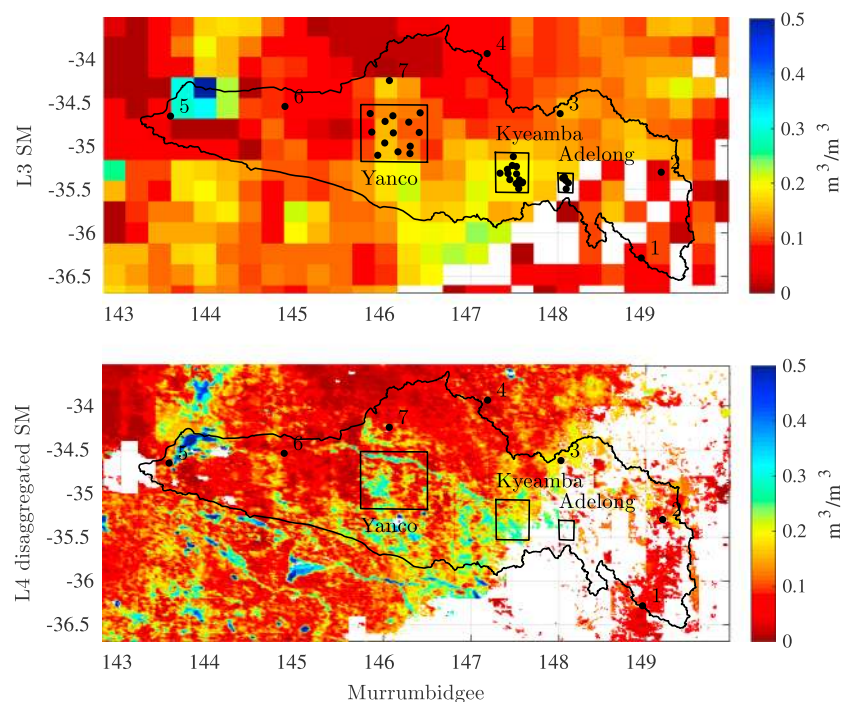 0.5
-34
4
0.4
7
-34.5
5
6
3
0.3
-35
Kyeamba
Adelong
2
0.2
Yanco
-35.5
-36
0.1
1
-36.5
0
L3 SM
m³/m³
143 144 145 146 147 148 149
0.5
-34
4
0.4
7
-34.5
5
6
3
0.3
-35
Kyeamba
Adelong
0.2
Yanco
-35.5
-36
0.1
1
-36.5
0
L4 disaggregated SM
m³/m³
143 144 145 146 147 148 149
Murrumbidgee